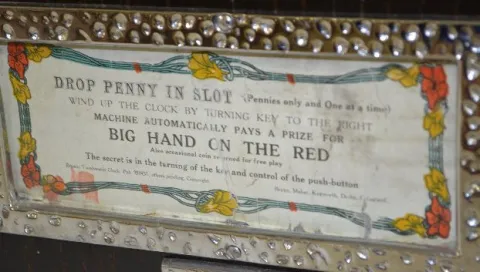 DROP PENNY IN SLOT (Pennies only and One at a time)
WIND UP THE CLOCK BY TURNING KEY TO THE RIGHT
MACHINE AUTOMATICALLY PAYS A PRIZE FOR
BIG HAND ON THE RED
Also occasional coin returned for free play
The secret is in the turning of the key and control of the push-button